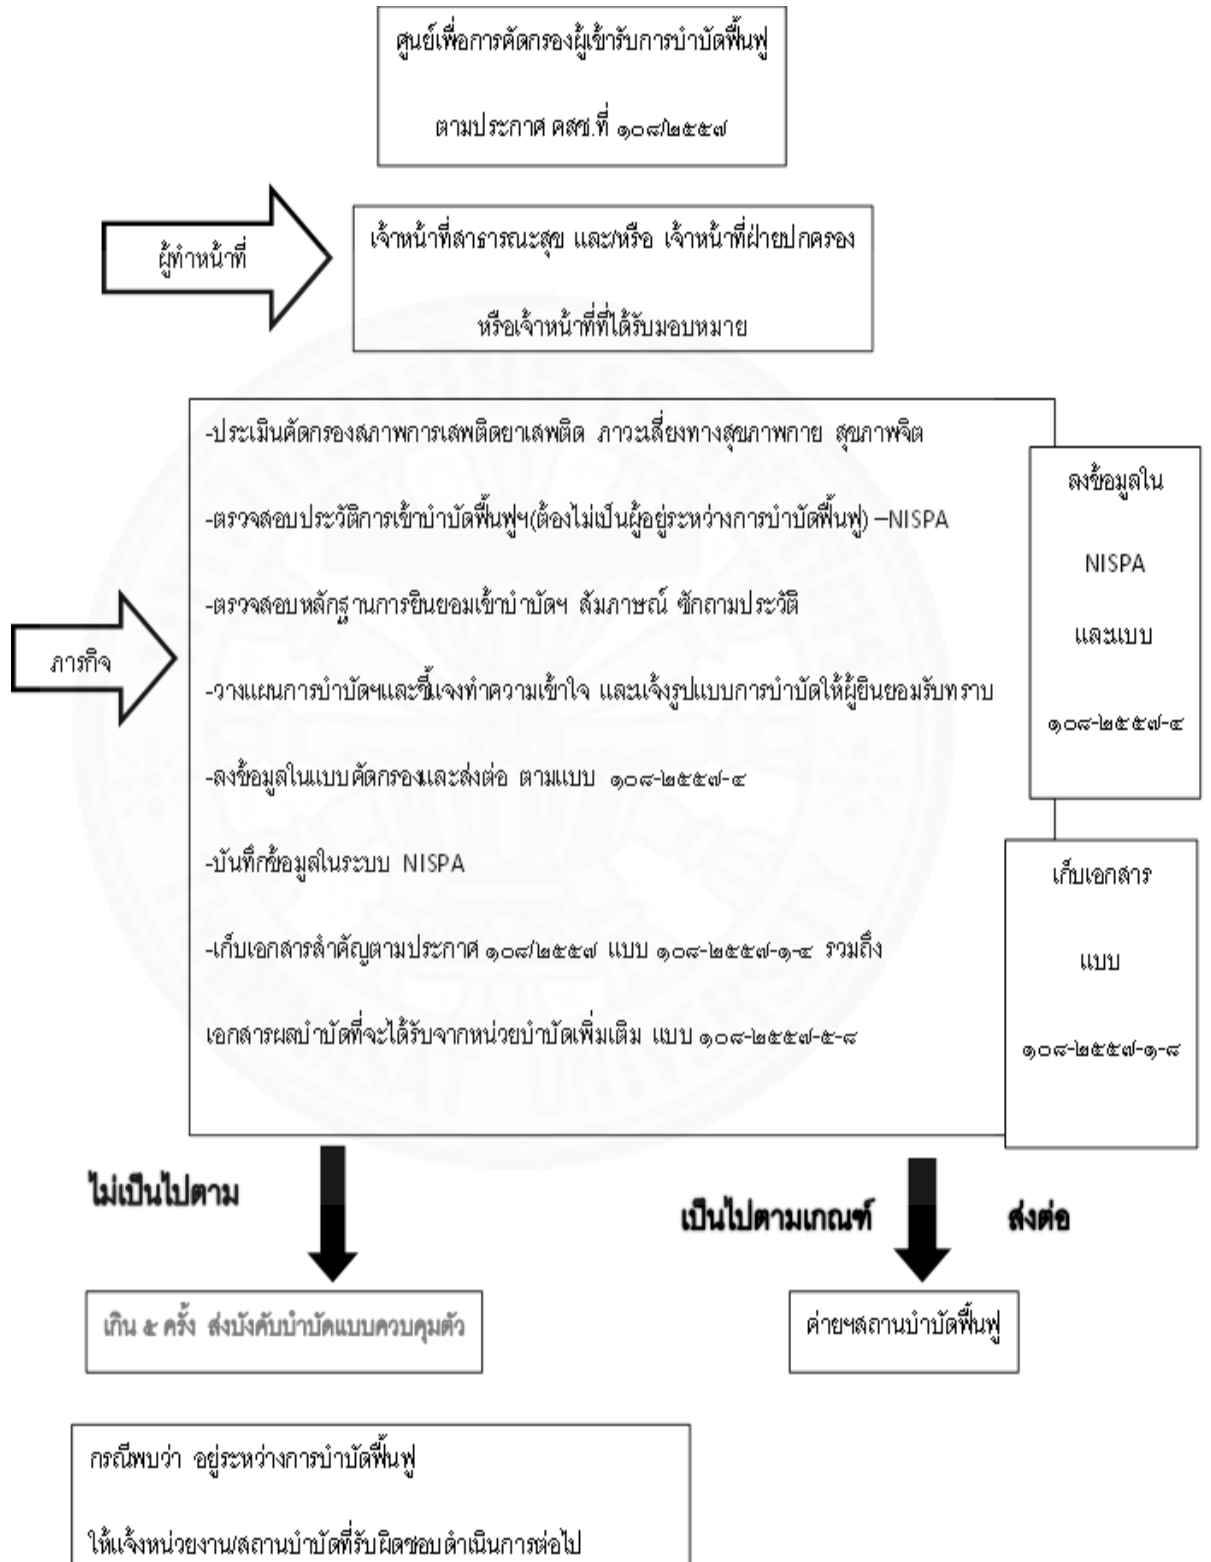 ศูนย์เพื่อการคัดกรองผู้เข้ารับการบำบัดฟื้นฟู
ตามประกาศ คสช.ที่ ๑๐๘/๒๕๕๗
ผู้ทำหน้าที่
เจ้าหน้าที่สาธารณะสุข และ/หรือ เจ้าหน้าที่ฝ่ายปกครอง
หรือเจ้าหน้าที่ที่ได้รับมอบหมาย
ภารกิจ
-ประเมินคัดกรองสภาพการเสพติดยาเสพติด ภาวะเสี่ยงทางสุขภาพกาย สุขภาพจิต
-ตรวจสอบประวัติการเข้าบำบัดฟื้นฟูฯ(ต้องไม่เป็นผู้อยู่ระหว่างการบำบัดฟื้นฟู) –NISPA
-ตรวจสอบหลักฐานการยินยอมเข้าบำบัดฯ สัมภาษณ์ ซักถามประวัติ
-วางแผนการบำบัดฯและชี้แจงทำความเข้าใจ และแจ้งรูปแบบการบำบัดให้ผู้ยินยอมรับทราบ
-ลงข้อมูลในแบบคัดกรองและส่งต่อ ตามแบบ ๑๐๘-๒๕๕๗-๔
-บันทึกข้อมูลในระบบ NISPA
-เก็บเอกสารสำคัญตามประกาศ ๑๐๘/๒๕๕๗ แบบ ๑๐๘-๒๕๕๗-๑-๔ รวมถึง
เอกสารผลบำบัดที่จะได้รับจากหน่วยบำบัดเพิ่มเติม แบบ ๑๐๘-๒๕๕๗-๕-๘
ลงข้อมูลใน
NISPA
และแบบ
๑๐๘-๒๕๕๗-๔
เก็บเอกสาร
แบบ
๑๐๘-๒๕๕๗-๑-๘
ไม่เป็นไปตาม
เป็นไปตามเกณฑ์
ส่งต่อ
เกิน ๕ ครั้ง ส่งบังคับบำบัดแบบควบคุมตัว
ค่ายฯสถานบำบัดฟื้นฟู
กรณีพบว่า อยู่ระหว่างการบำบัดฟื้นฟู
ให้แจ้งหน่วยงาน/สถานบำบัดที่รับผิดชอบดำเนินการต่อไป
THAMMASAT UNIVERSITY